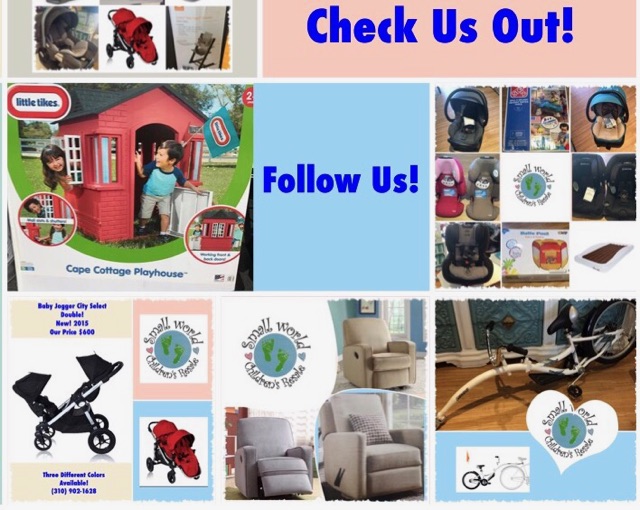 Check Us Out!
little tikes
2
Cape Cottage Playhouse™
Follow Us!
Small World
Children's Resale
Baby Jogger City Select
Double!
New! 2015
Our Price $600
Three Different Colors
Available!
(310) 902-1628
Small World
Children's Resale
Small World
Children's Resale
Small World
Children's Resale